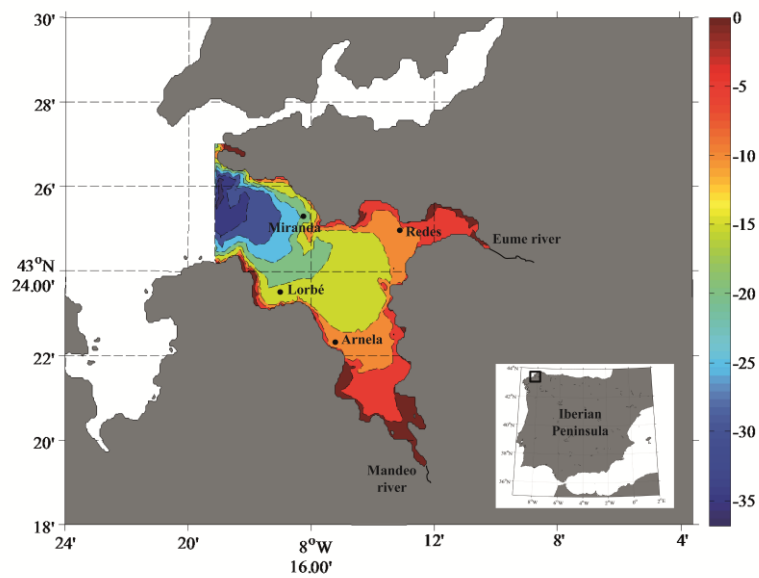 30'
28'
26'
43°N
24.00'
22'
20'
18'
24'
20'
8°W
16.00'
12'
8'
4'
Miranda
Redes
Eume river
Lorbé
Arnela
Mandeo
river
Iberian
Peninsula
0
-5
-10
-15
-20
-25
-30
-35